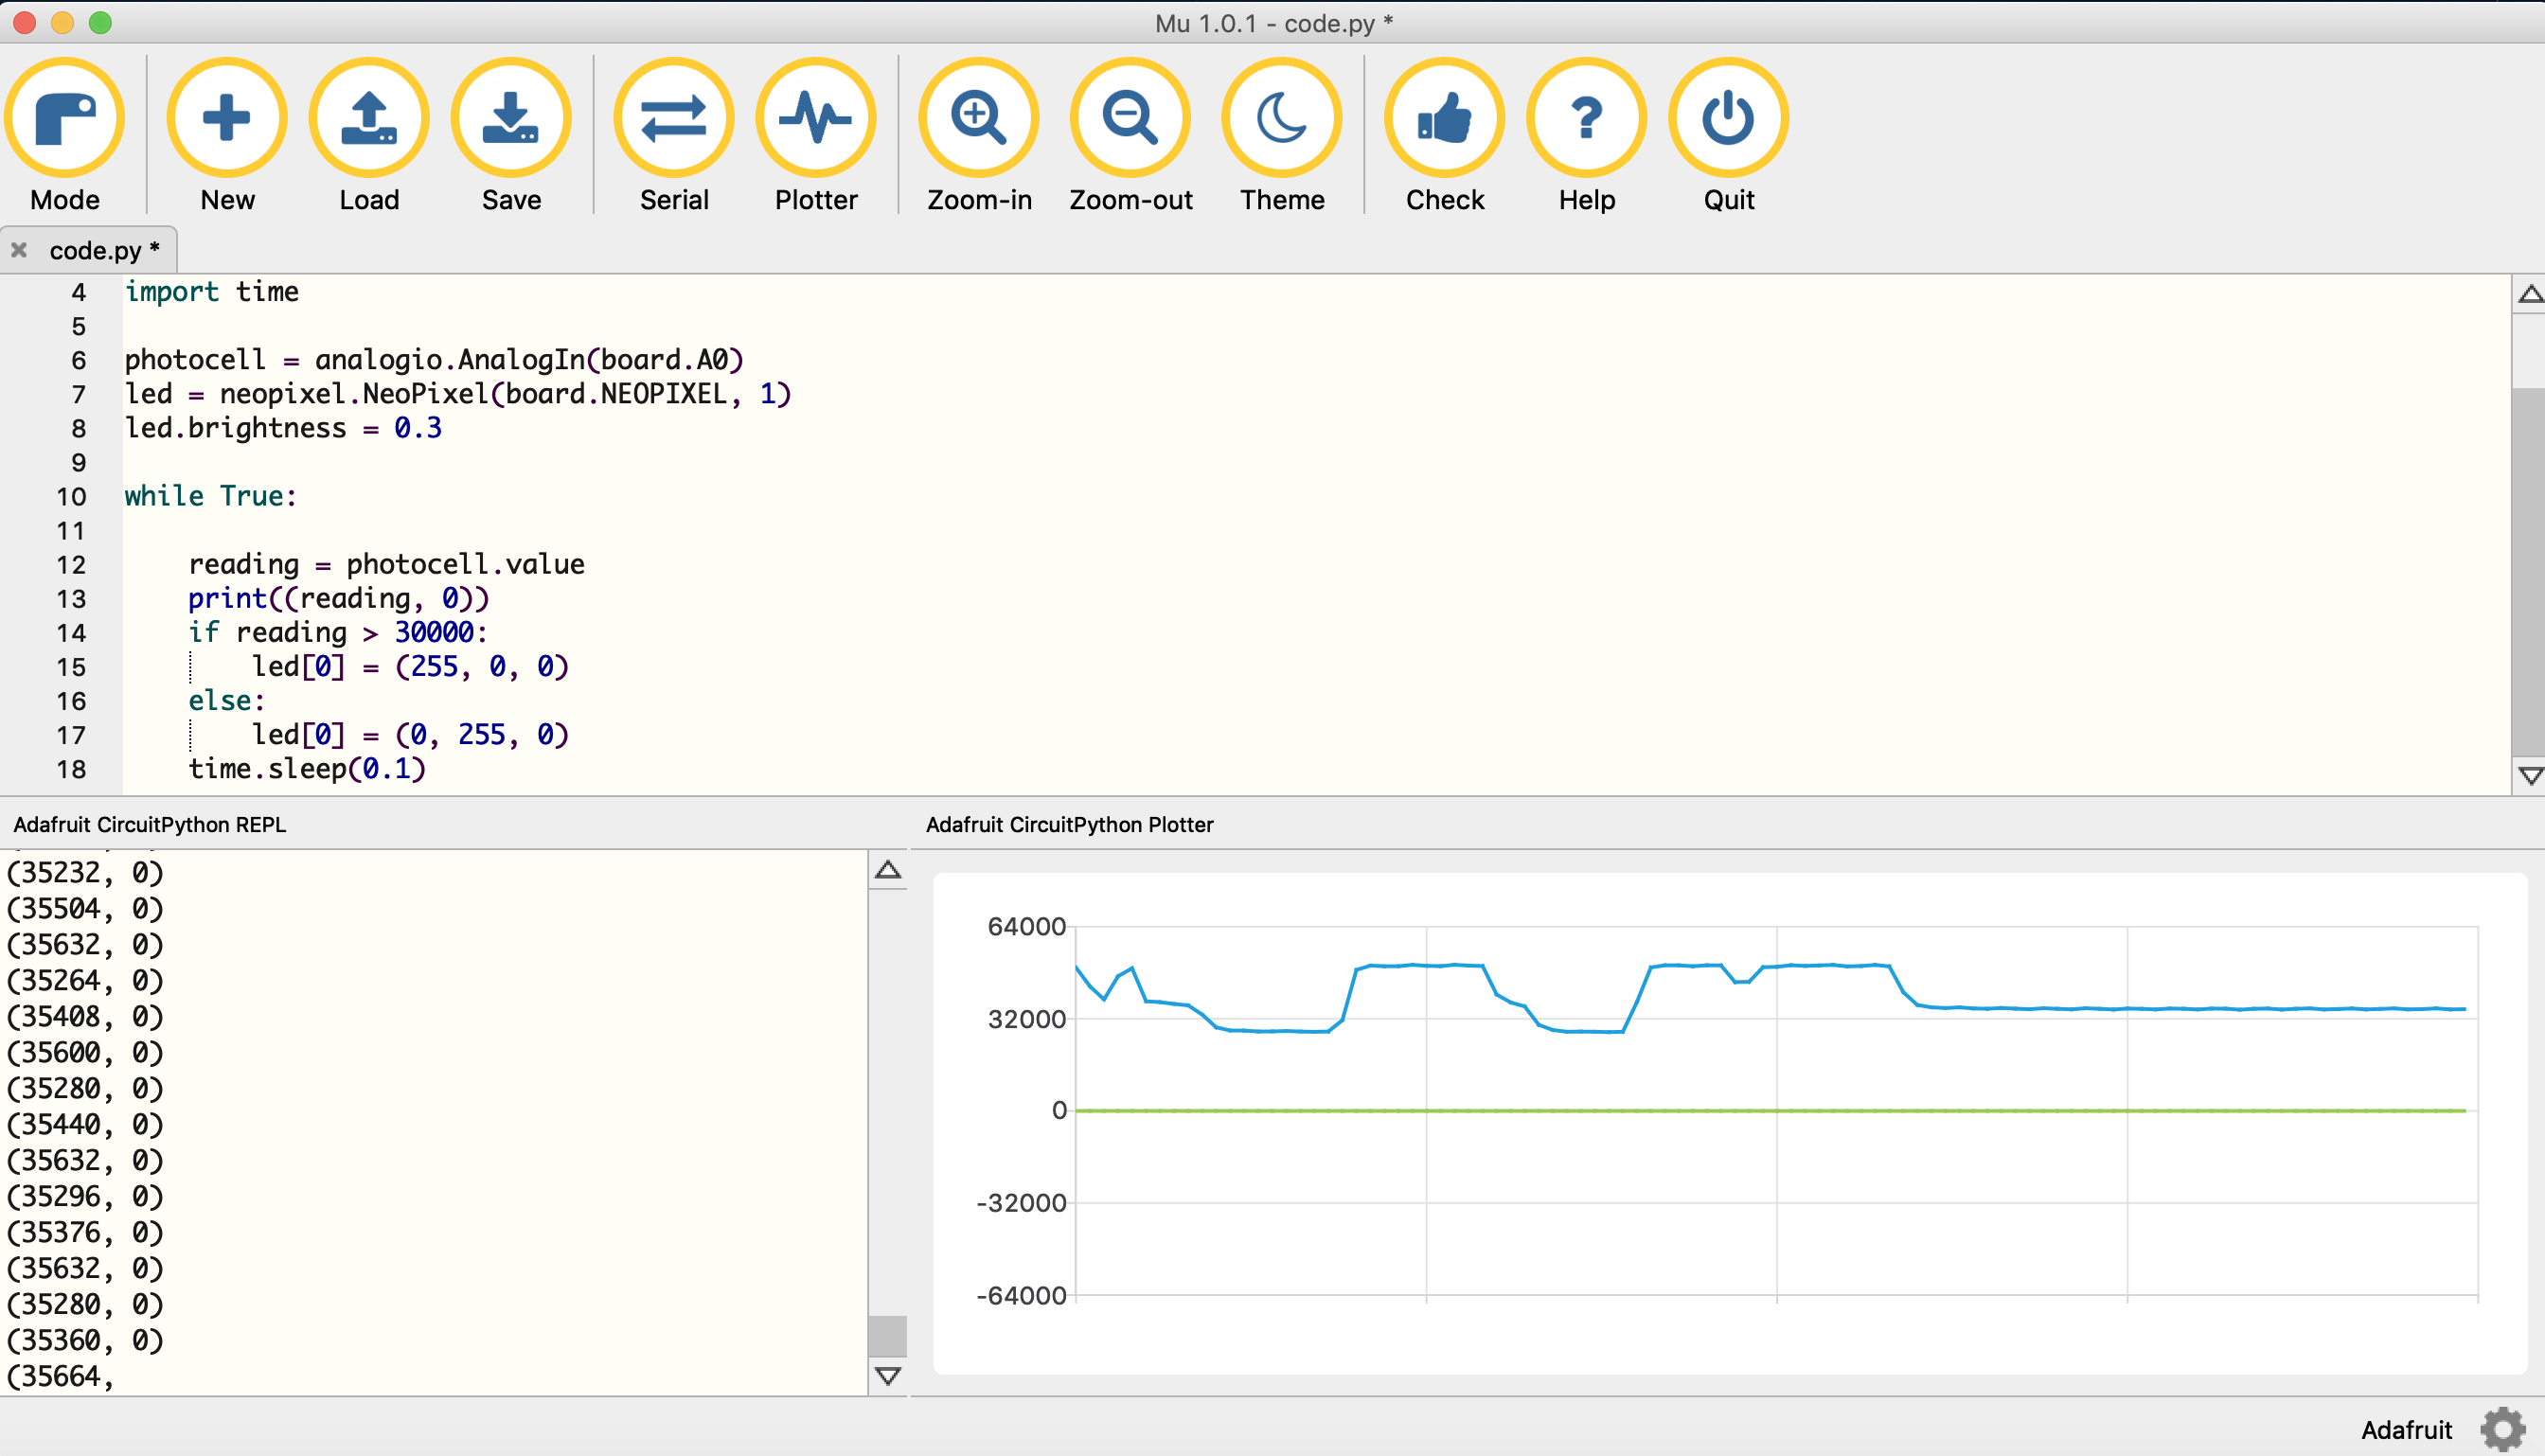 Mu 1.0.1 - code.py *
Mode New Load Save Serial Plotter Zoom-in Zoom-out Theme Check Help Quit
code.py *
4 import time
5
6 photocell = analogio.AnalogIn(board.A0)
7 led = neopixel.NeoPixel(board.NEOPIXEL, 1)
8 led.brightness = 0.3
9
10 while True:
11
12 reading = photocell.value
13 print((reading, 0))
14 if reading > 30000:
15 led[0] = (255, 0, 0)
16 else:
17 led[0] = (0, 255, 0)
18 time.sleep(0.1)
Adafruit CircuitPython REPL
(35232, 0)
(35504, 0)
(35632, 0)
(35264, 0)
(35408, 0)
(35600, 0)
(35280, 0)
(35440, 0)
(35632, 0)
(35296, 0)
(35376, 0)
(35632, 0)
(35280, 0)
(35360, 0)
(35664,
Adafruit CircuitPython Plotter
64000
32000
0
-32000
-64000
Adafruit